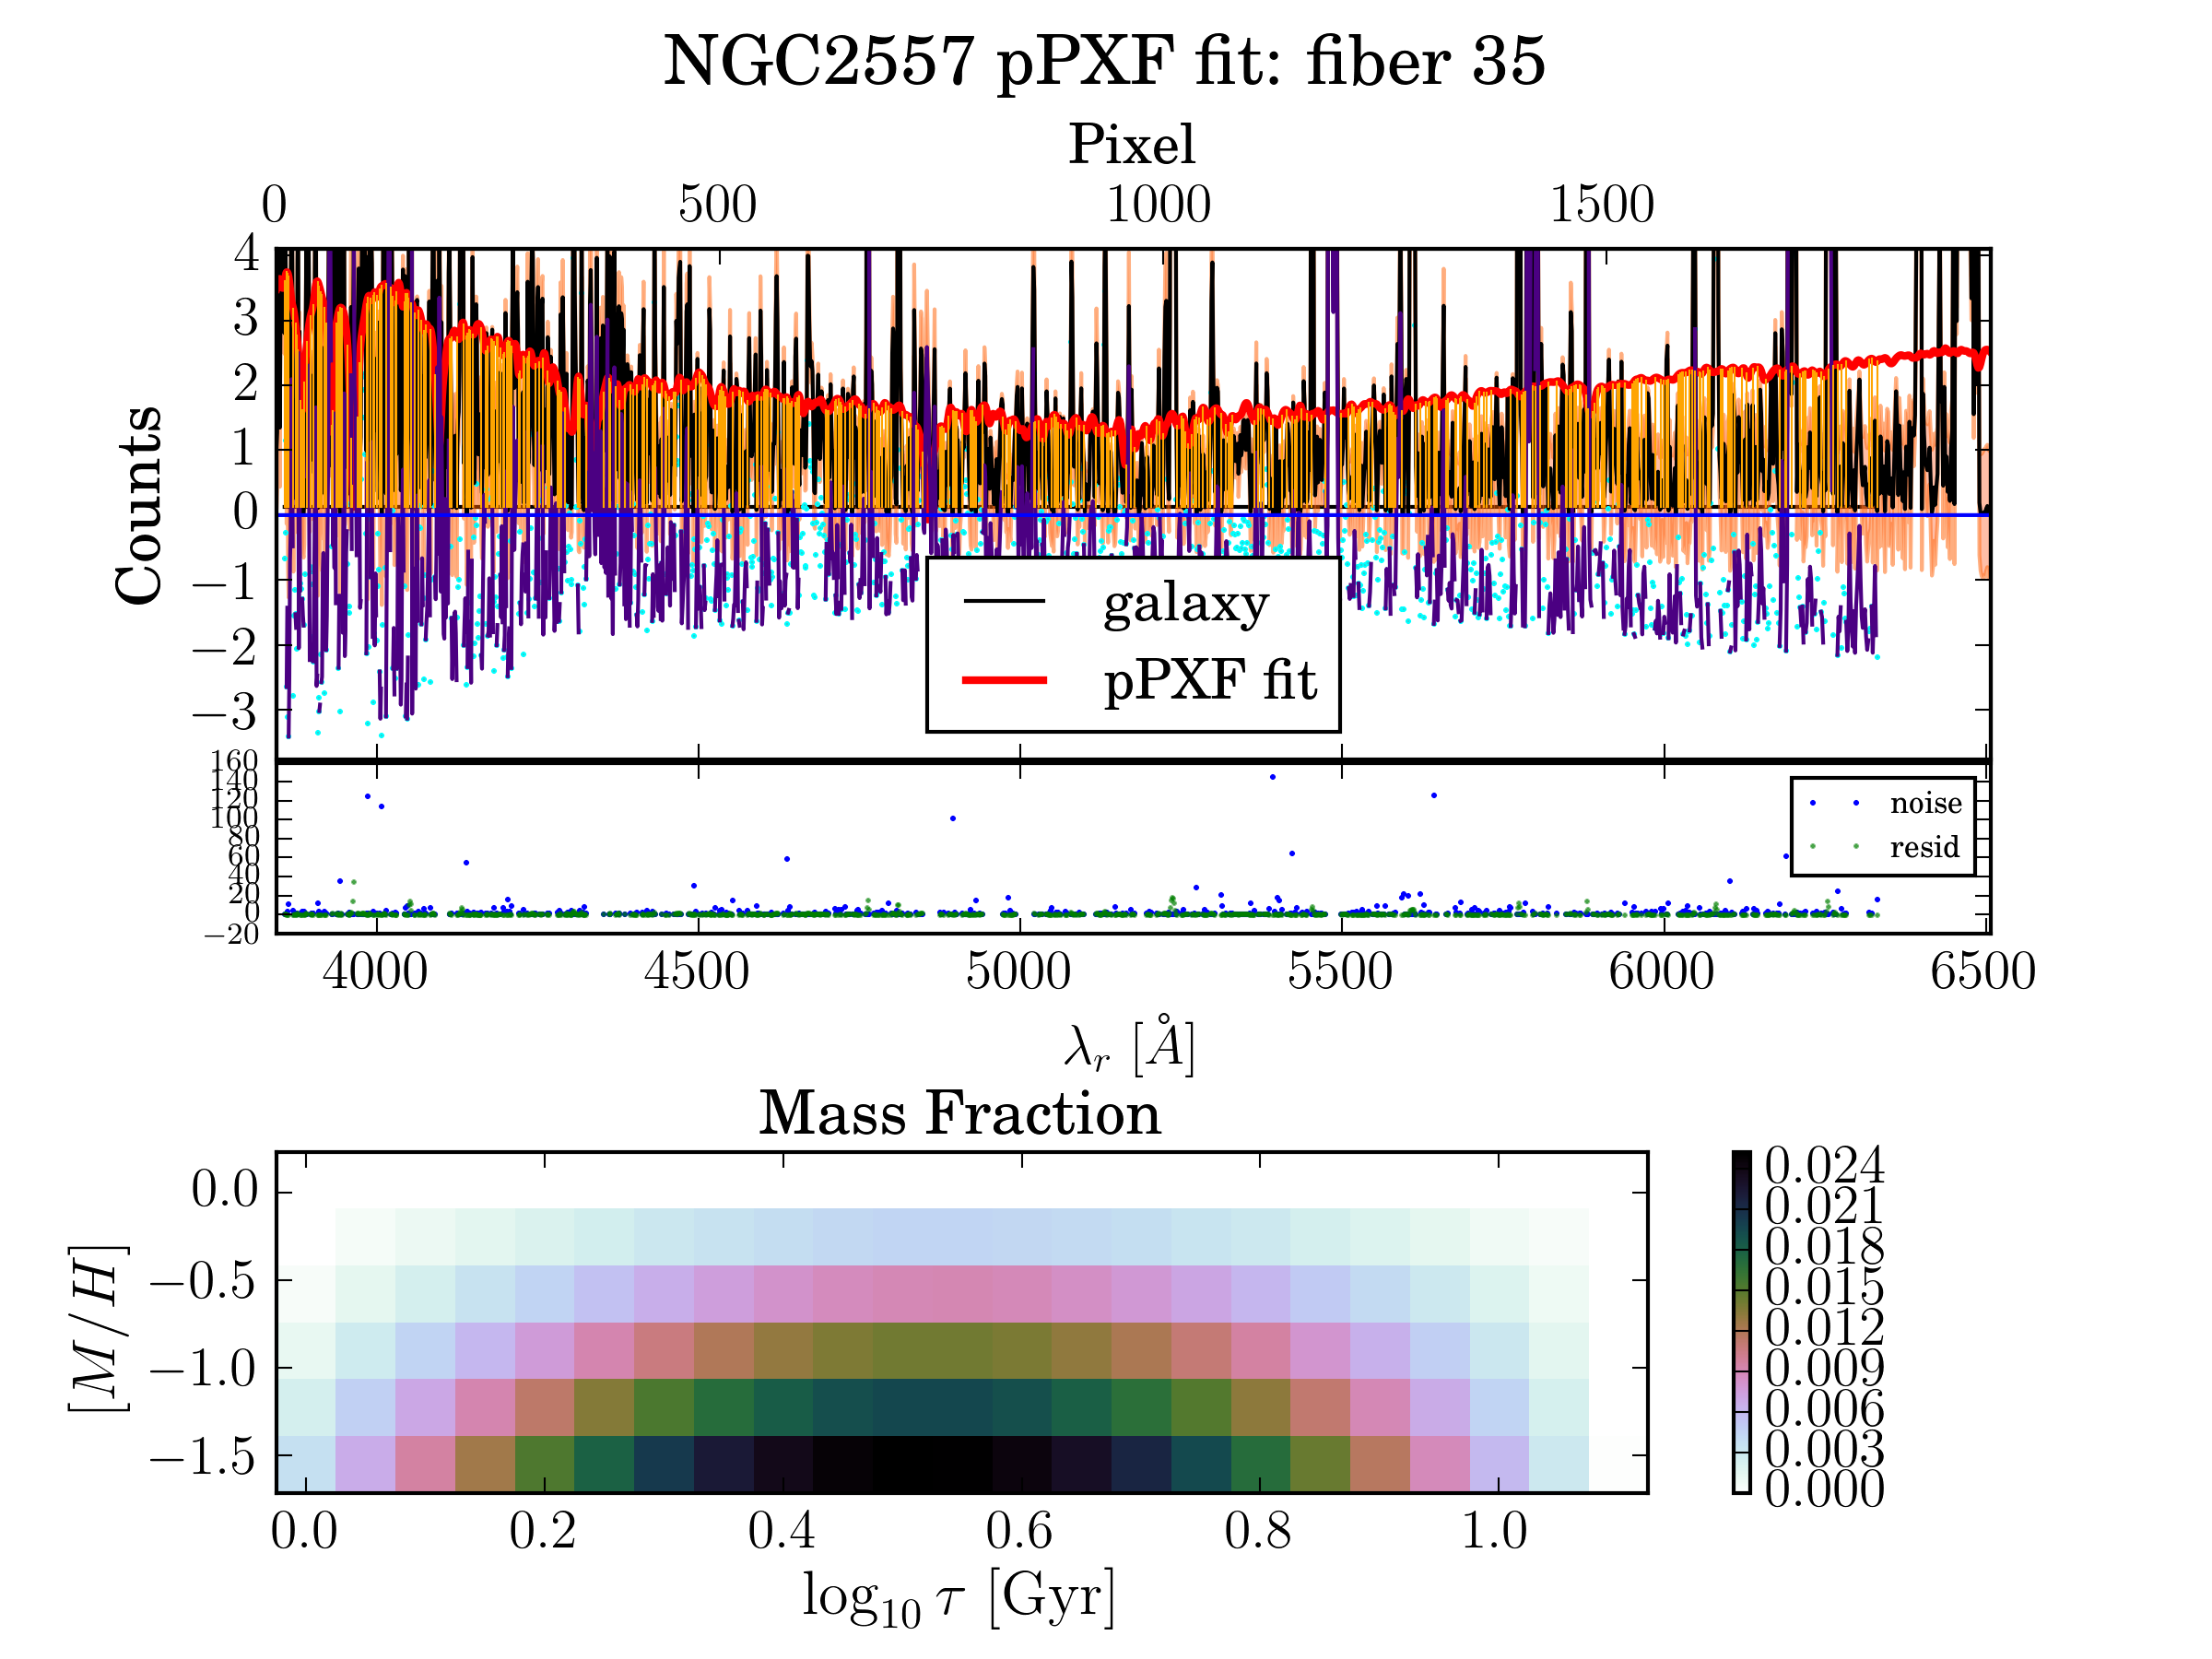 NGC2557 pPXF fit: fiber 35
Pixel
0 500 1000 1500
4
3
2
1
0
−1
−2
−3
Counts
galaxy
pPXF fit
160
140
120
100
80
60
40
20
0
−20
noise
resid
4000 4500 5000 5500 6000 6500
λr [Å]
Mass Fraction
0.0
−0.5
−1.0
−1.5
[M/H]
0.0 0.2 0.4 0.6 0.8 1.0
log10 τ [Gyr]
0.024
0.021
0.018
0.015
0.012
0.009
0.006
0.003
0.000